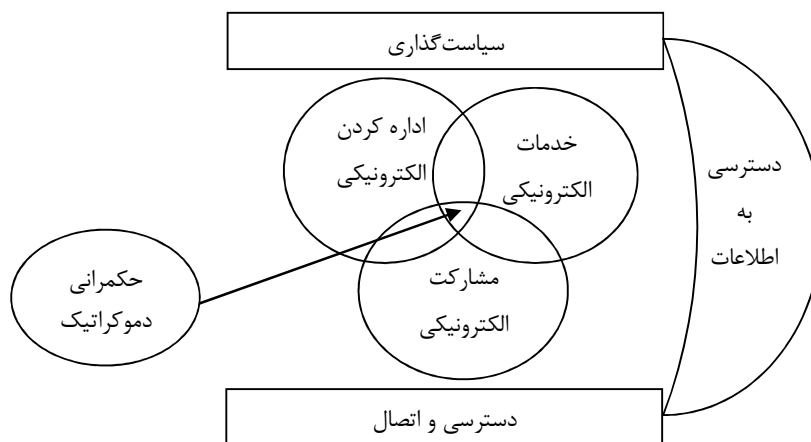 سیاست‌گذاری
اداره کردن
الکترونیکی
خدمات
الکترونیکی
دسترسی
به
اطلاعات
مشارکت
الکترونیکی
حکمرانی
دموکراتیک
دسترسی و اتصال